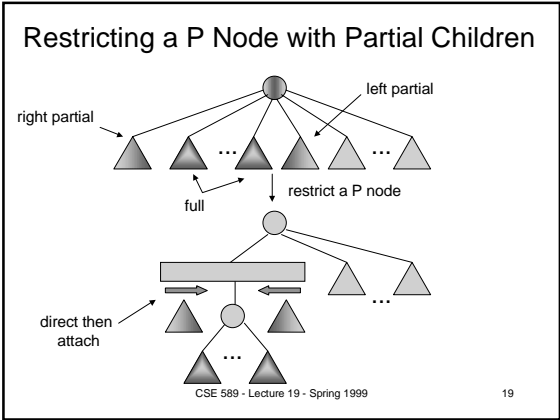 Restricting a P Node with Partial Children
left partial
right partial
...
...
full
restrict a P node
...
direct then
attach
...
CSE 589 - Lecture 19 - Spring 1999
19